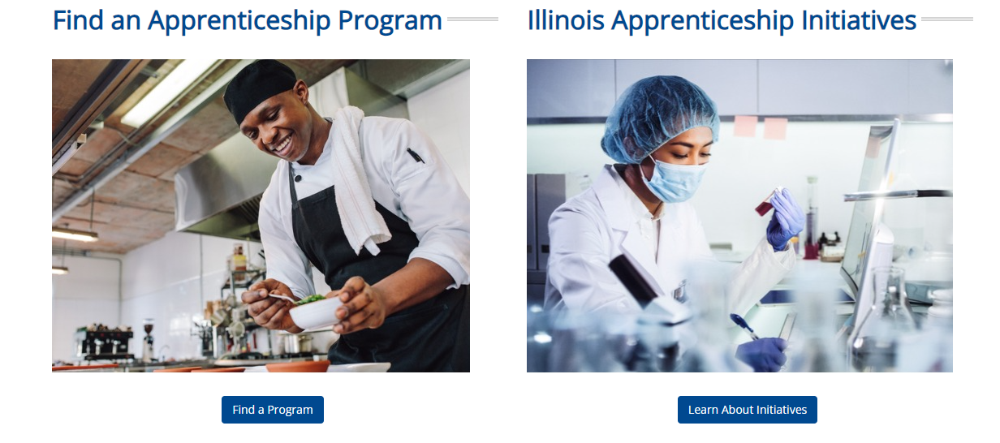 Find an Apprenticeship Program
Illinois Apprenticeship Initiatives
Find a Program
Learn About Initiatives